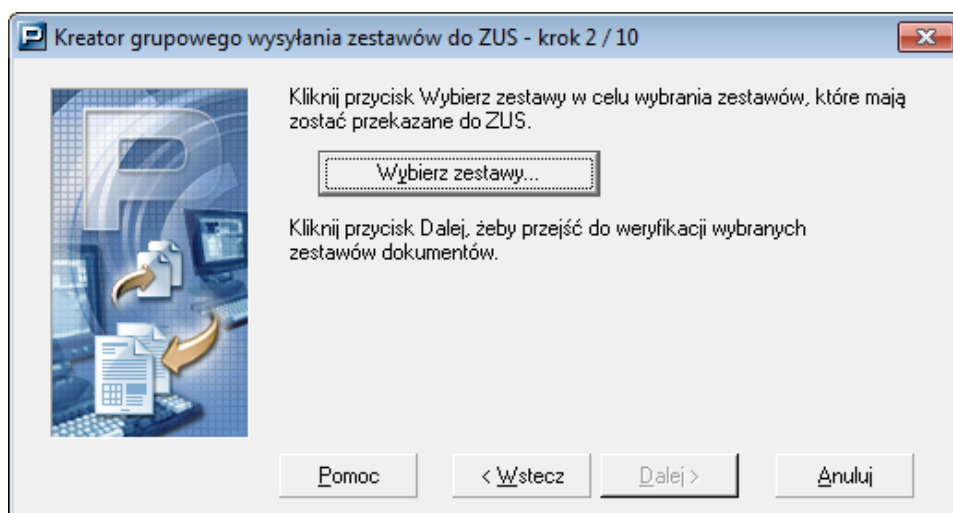 Kreator grupowego wysyłania zestawów do ZUS - krok 2 / 10
Kliknij przycisk Wybierz zestawy w celu wybrania zestawów, które mają
zostać przekazane do ZUS.
Wybierz zestawy...
Kliknij przycisk Dalej, żeby przejść do weryfikacji wybranych
zestawów dokumentów.
P
Pomoc
< Wstecz
Dalej >
Anuluj